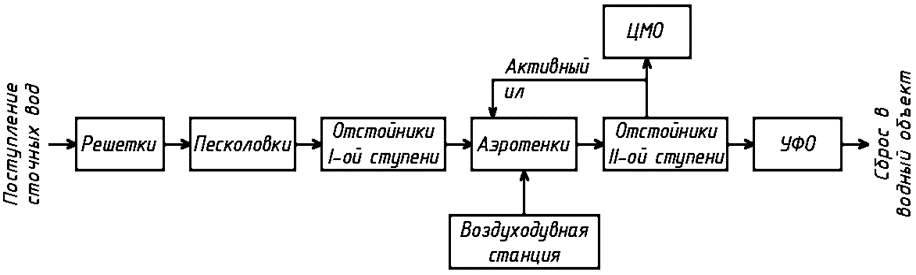 ЦМО
Активный
ил
Поступление
сточных вод
Решетки
Песколовки
Отстойники
I-ой ступени
Аэротенки
Отстойники
II-ой ступени
УФО
Сброс в
водный объект
Воздуходувная
станция